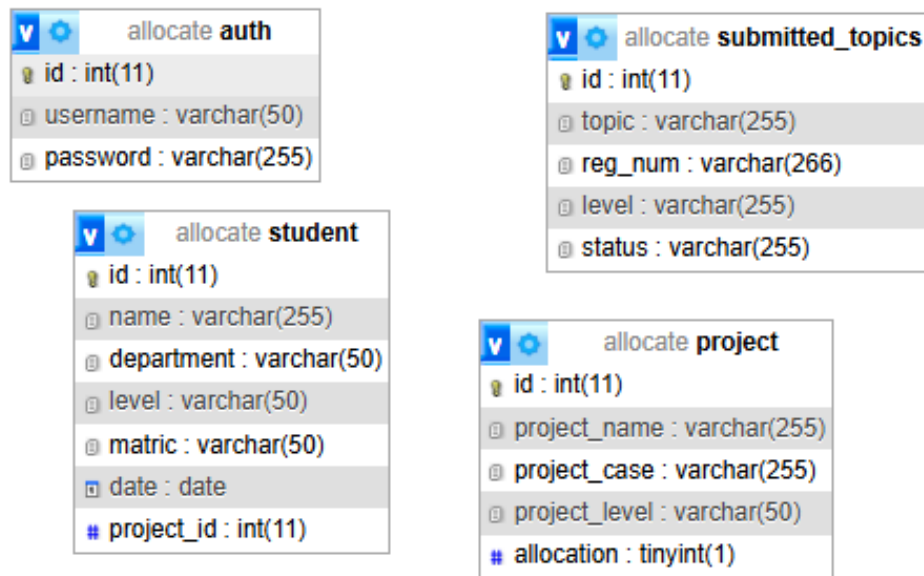 v allocate auth
id : int(11)
username : varchar(50)
password : varchar(255)
v allocate submitted_topics
id : int(11)
topic : varchar(255)
reg_num : varchar(266)
level : varchar(255)
status : varchar(255)
v allocate student
id : int(11)
name : varchar(255)
department : varchar(50)
level : varchar(50)
matric : varchar(50)
date : date
# project_id : int(11)
v allocate project
id : int(11)
project_name : varchar(255)
project_case : varchar(255)
project_level : varchar(50)
# allocation : tinyint(1)